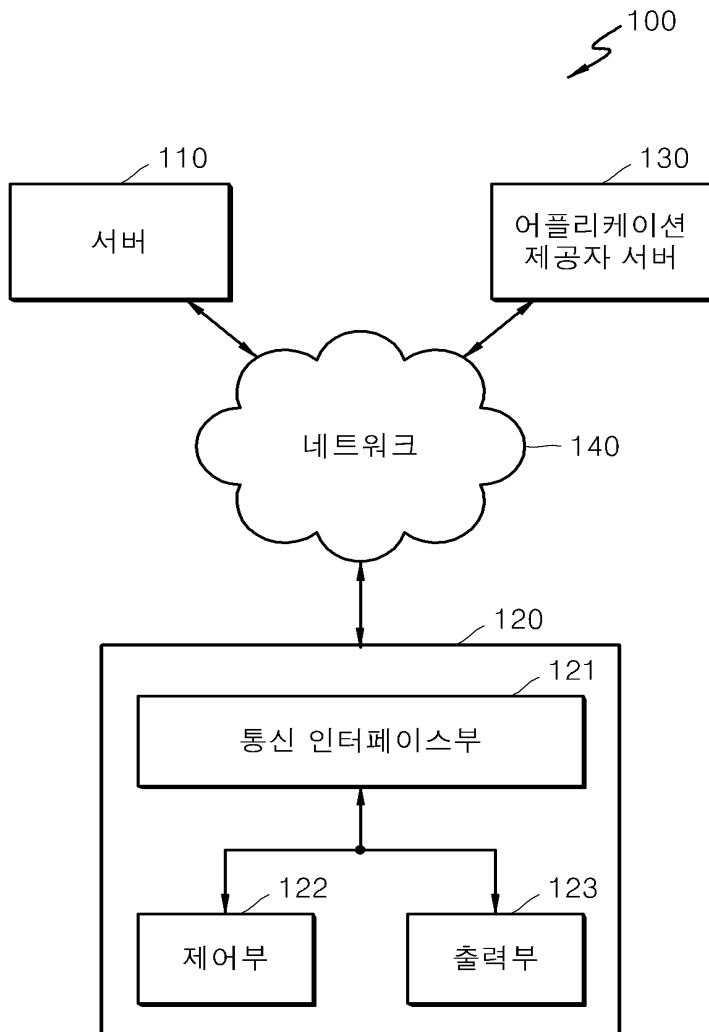 100
110
130
서버
어플리케이션
제공자 서버
네트워크
140
120
121
통신 인터페이스부
122
123
제어부
출력부